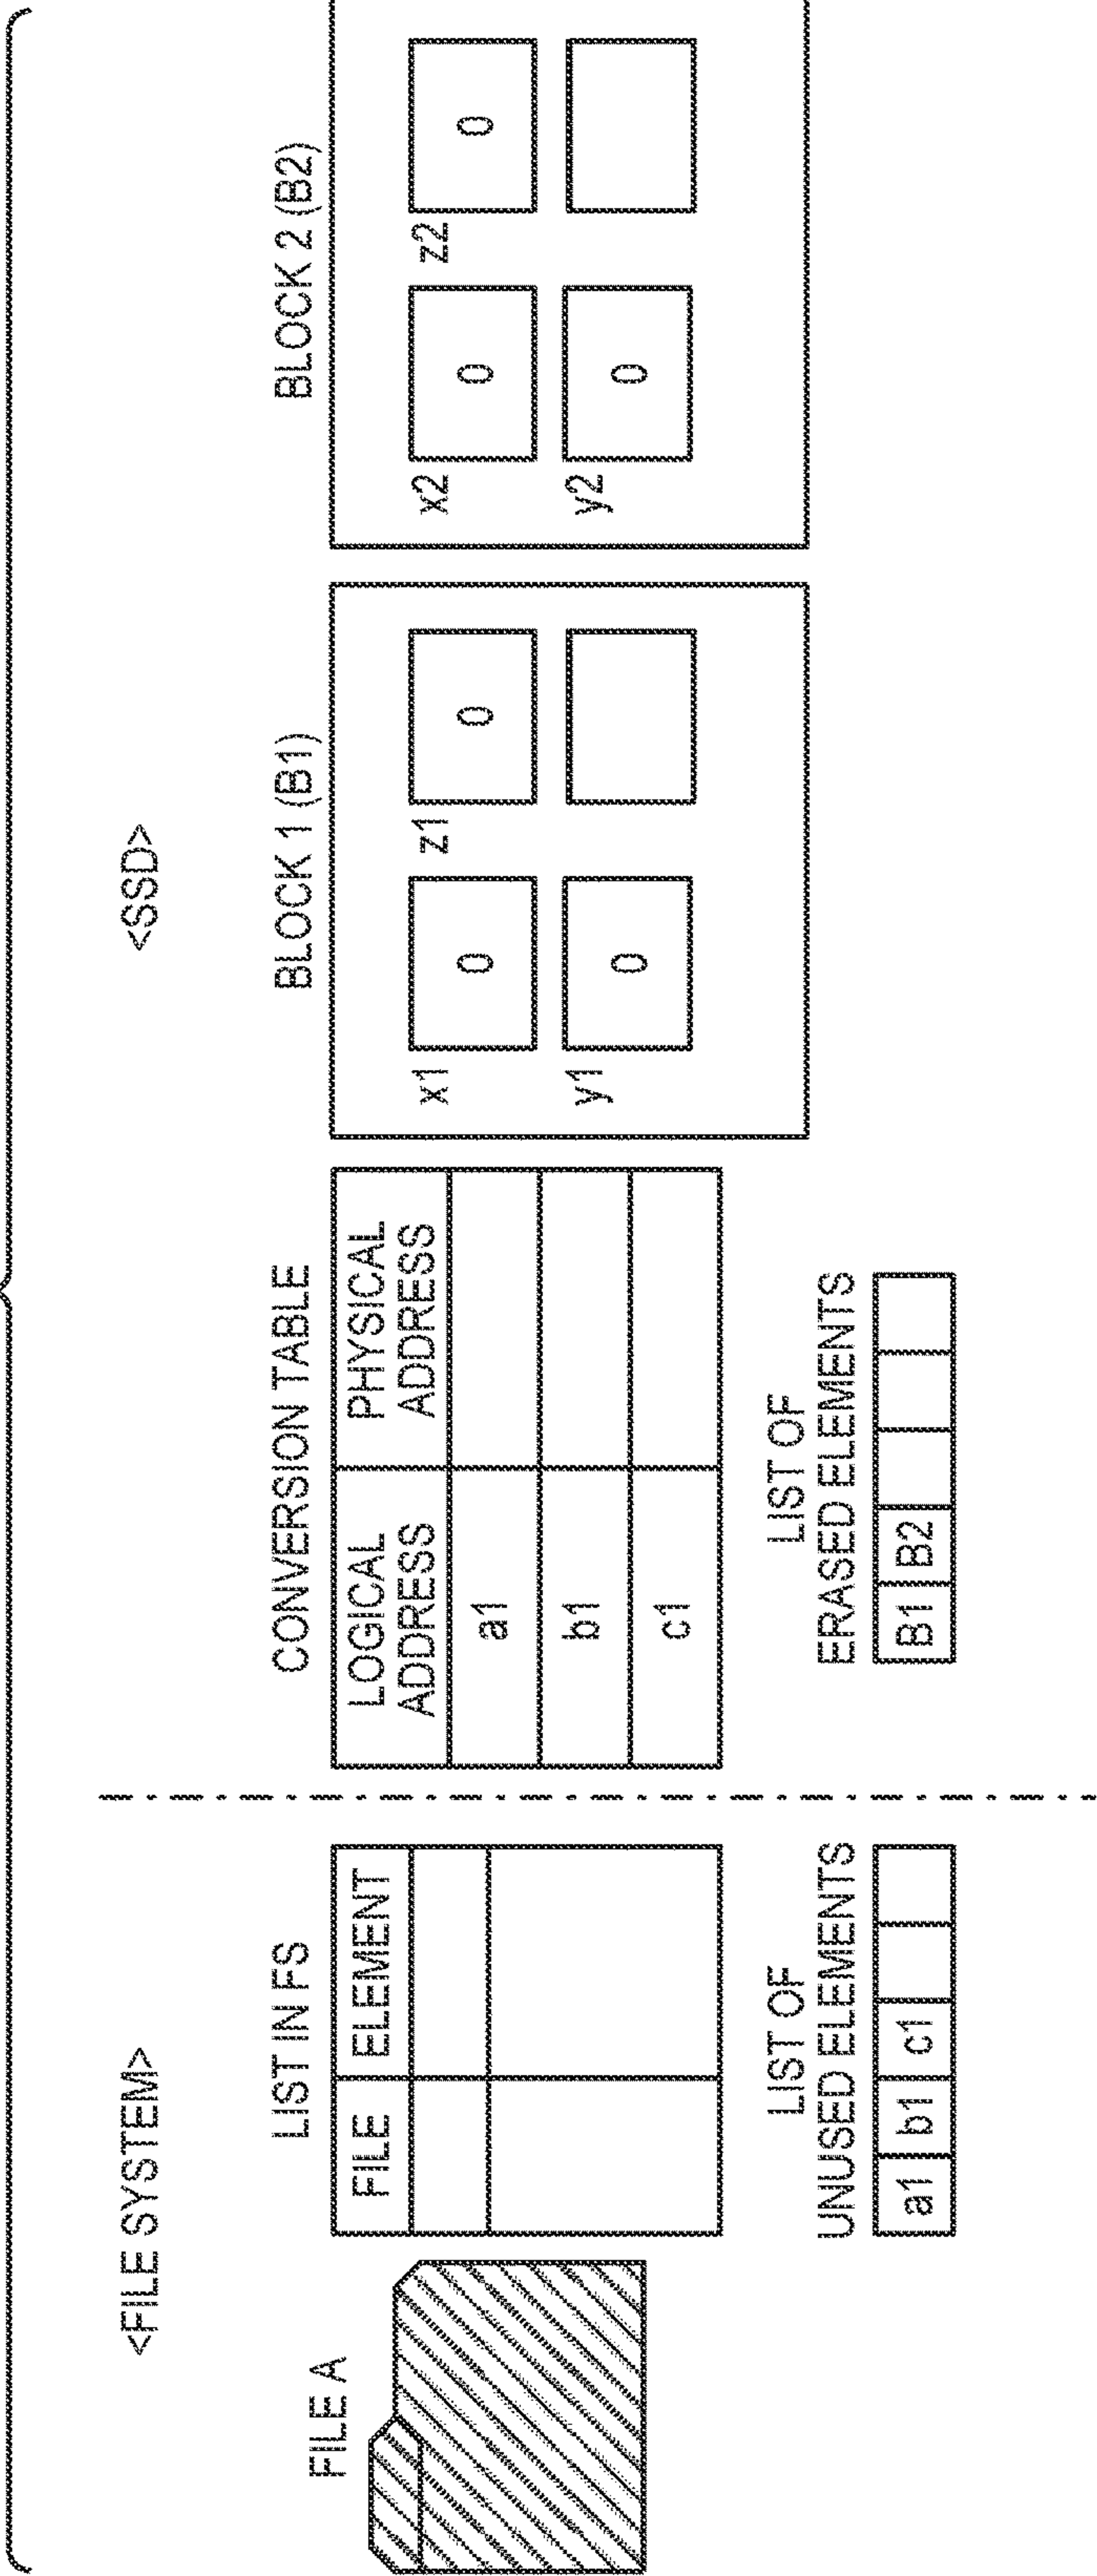 <FILE SYSTEM>
FILE A
LIST IN FS
FILE ELEMENT
LIST OF
UNUSED ELEMENTS
a1 b1 c1
<SSD>
CONVERSION TABLE
LOGICAL ADDRESS PHYSICAL ADDRESS
a1
b1
c1
LIST OF
ERASED ELEMENTS
B1 B2
BLOCK 1 (B1)
x1 0 z1 0
y1 0
BLOCK 2 (B2)
x2 0 z2 0
y2 0